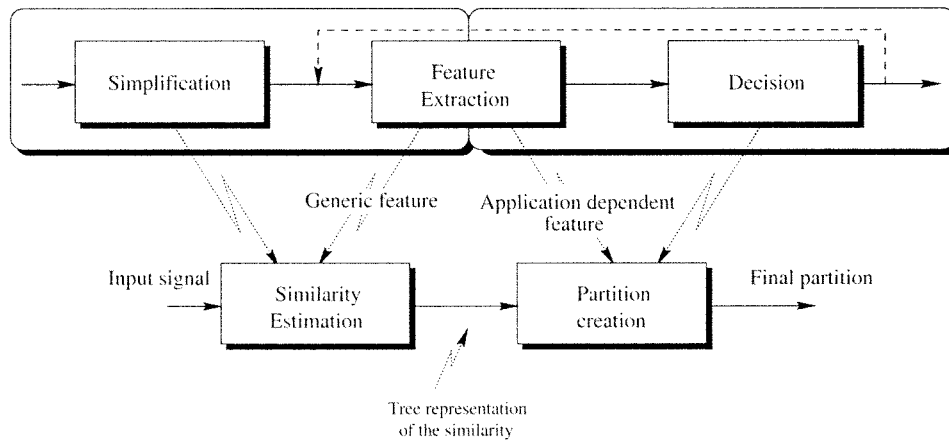 Simplification
Feature
Extraction
Decision
Generic feature
Application dependent
feature
Input signal
Similarity
Estimation
Partition
creation
Final partition
Tree representation
of the similarity